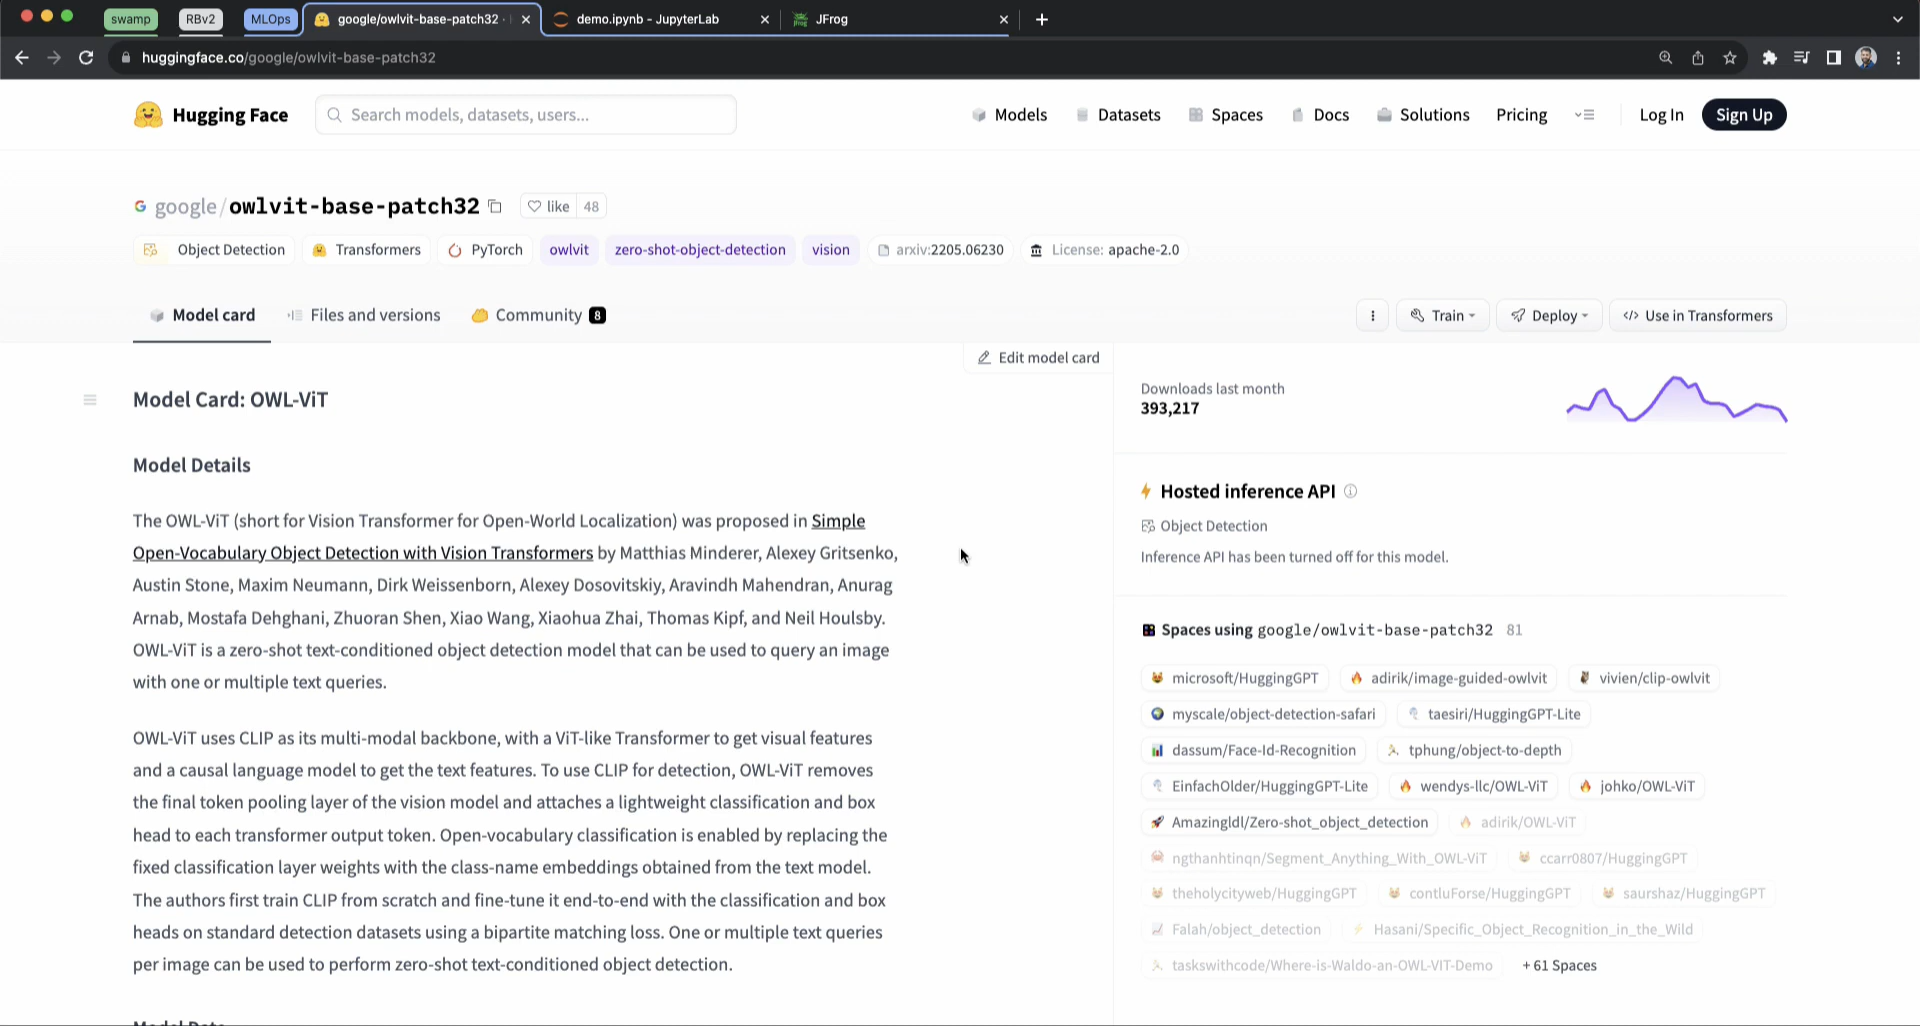 swamp
RBv2
MLOps
google/owlvit-base-patch32 ·
demo.ipynb - JupyterLab
JFrog
huggingface.co/google/owlvit-base-patch32
Hugging Face
Search models, datasets, users...
Models
Datasets
Spaces
Docs
Solutions
Pricing
Log In
Sign Up
google/owlvit-base-patch32
like 48
Object Detection
Transformers
PyTorch
owlvit
zero-shot-object-detection
vision
arxiv:2205.06230
License: apache-2.0
Model card
Files and versions
Community 8
Train
Deploy
</> Use in Transformers
Edit model card
Model Card: OWL-ViT
Model Details
The OWL-ViT (short for Vision Transformer for Open-World Localization) was proposed in Simple
Open-Vocabulary Object Detection with Vision Transformers by Matthias Minderer, Alexey Gritsenko,
Austin Stone, Maxim Neumann, Dirk Weissenborn, Alexey Dosovitskiy, Aravindh Mahendran, Anurag
Arnab, Mostafa Dehghani, Zhuoran Shen, Xiao Wang, Xiaohua Zhai, Thomas Kipf, and Neil Houlsby.
OWL-ViT is a zero-shot text-conditioned object detection model that can be used to query an image
with one or multiple text queries.
OWL-ViT uses CLIP as its multi-modal backbone, with a ViT-like Transformer to get visual features
and a causal language model to get the text features. To use CLIP for detection, OWL-ViT removes
the final token pooling layer of the vision model and attaches a lightweight classification and box
head to each transformer output token. Open-vocabulary classification is enabled by replacing the
fixed classification layer weights with the class-name embeddings obtained from the text model.
The authors first train CLIP from scratch and fine-tune it end-to-end with the classification and box
heads on standard detection datasets using a bipartite matching loss. One or multiple text queries
per image can be used to perform zero-shot text-conditioned object detection.
Downloads last month
393,217
Hosted inference API
Object Detection
Inference API has been turned off for this model.
Spaces using google/owlvit-base-patch32 81
microsoft/HuggingGPT
adirik/image-guided-owlvit
vivien/clip-owlvit
myscale/object-detection-safari
taesiri/HuggingGPT-Lite
dassum/Face-Id-Recognition
tphung/object-to-depth
EinfachOlder/HuggingGPT-Lite
wendys-llc/OWL-ViT
johko/OWL-ViT
Amazingldl/Zero-shot_object_detection
adirik/OWL-ViT
ngthanhtinqn/Segment_Anything_With_OWL-ViT
ccarr0807/HuggingGPT
theholycityweb/HuggingGPT
contluForse/HuggingGPT
saurshaz/HuggingGPT
Falah/object_detection
Hasani/Specific_Object_Recognition_in_the_Wild
taskswithcode/Where-is-Waldo-an-OWL-VIT-Demo
+ 61 Spaces